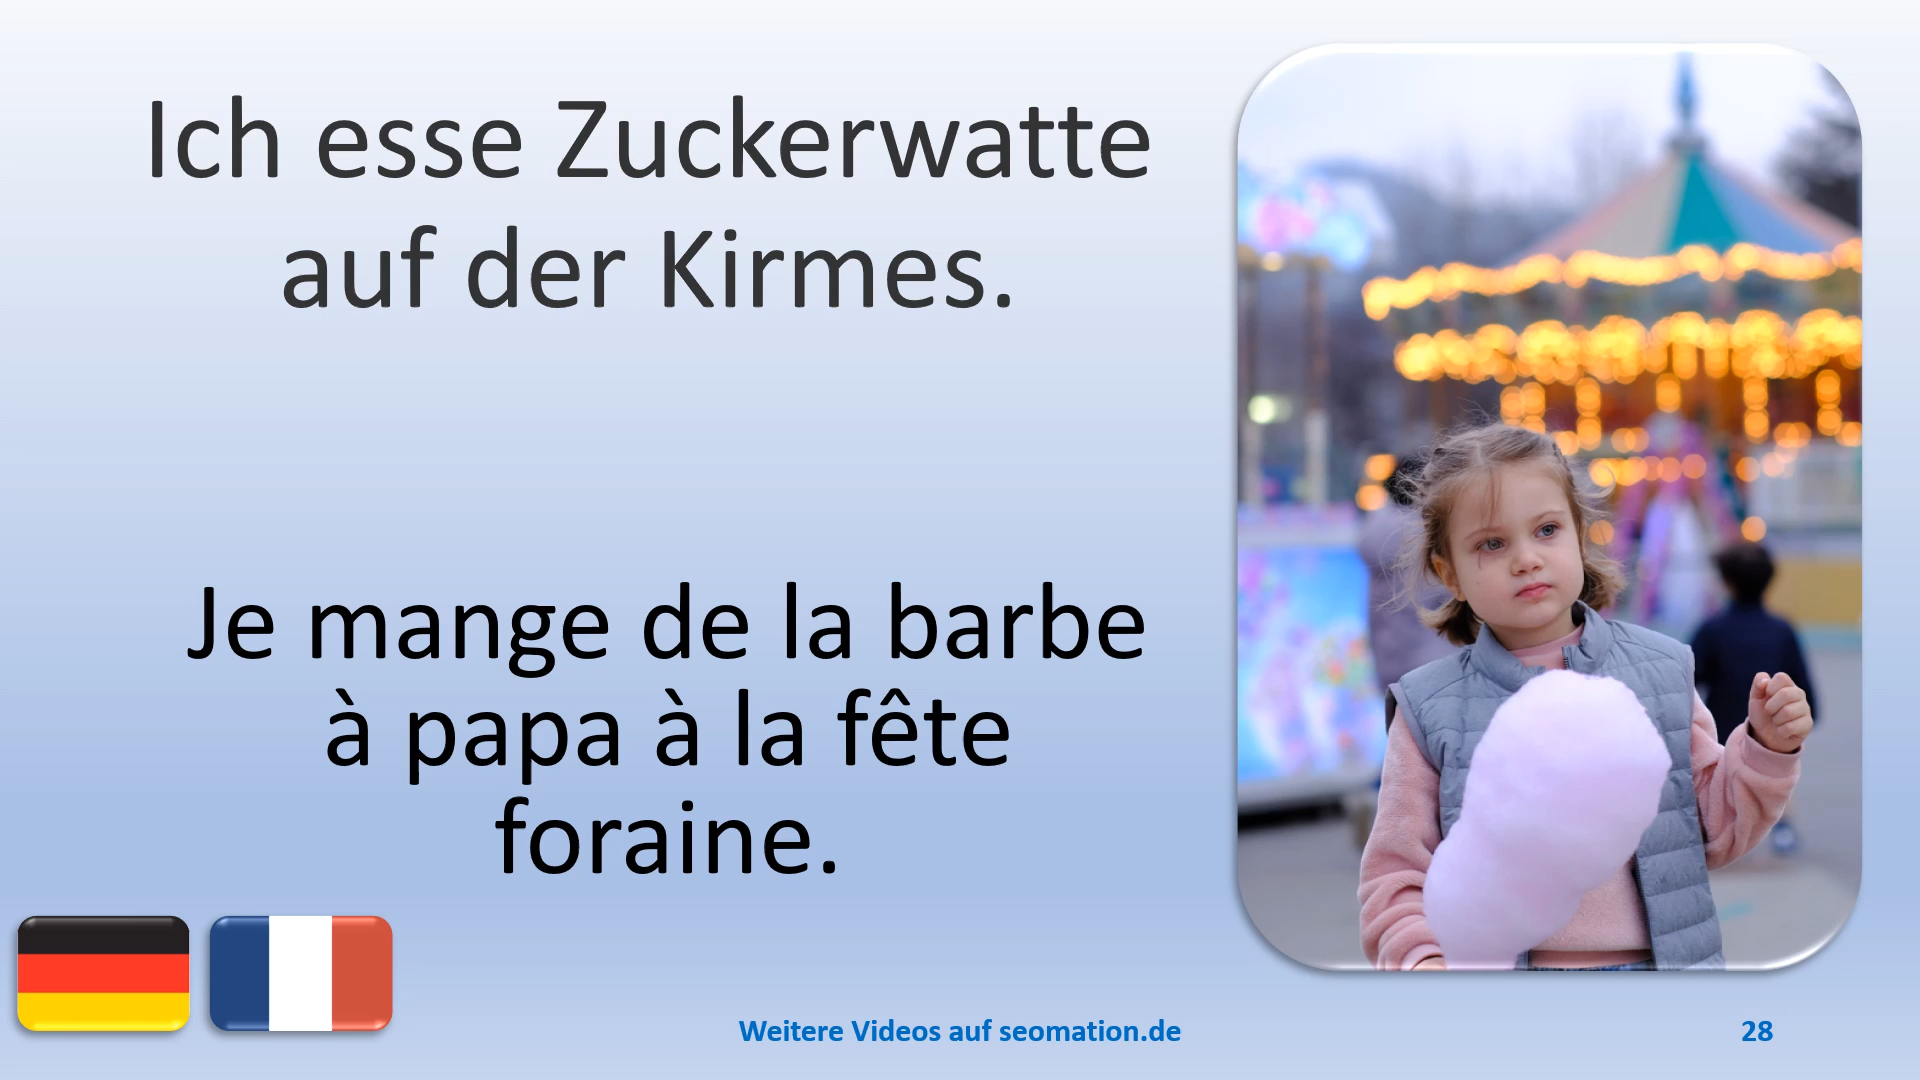 Ich esse Zuckerwatte
auf der Kirmes.
Je mange de la barbe
à papa à la fête
foraine.
Weitere Videos auf seomation.de
28